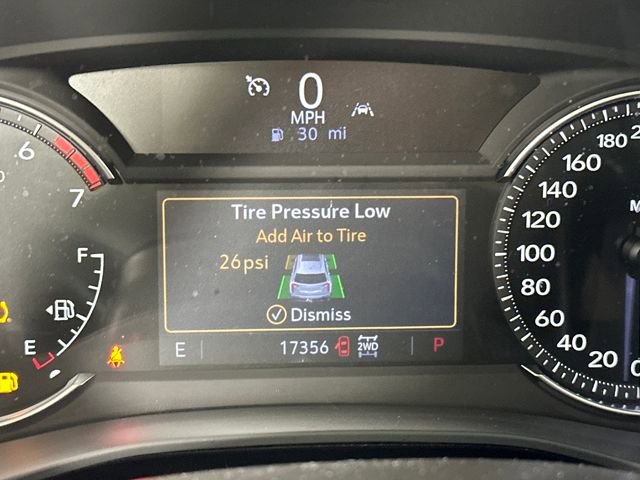 0
MPH
30 mi
6
7
F
E
Tire Pressure Low
Add Air to Tire
26psi
Dismiss
E
17356
2WD
P
180
160
140
120
100
80
60
40
20
0